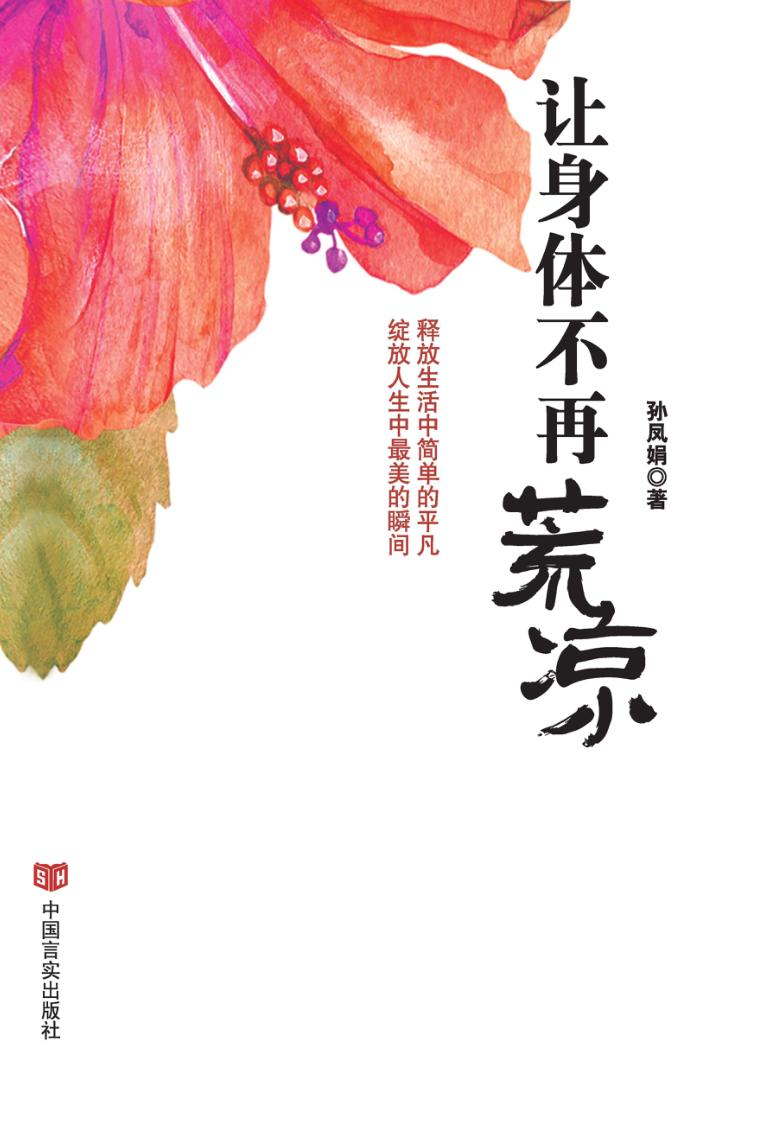 让身体不再荒凉
孙凤娟◎著
释放生活中简单的平凡
绽放人生中最美的瞬间
SYCH
中国言实出版社